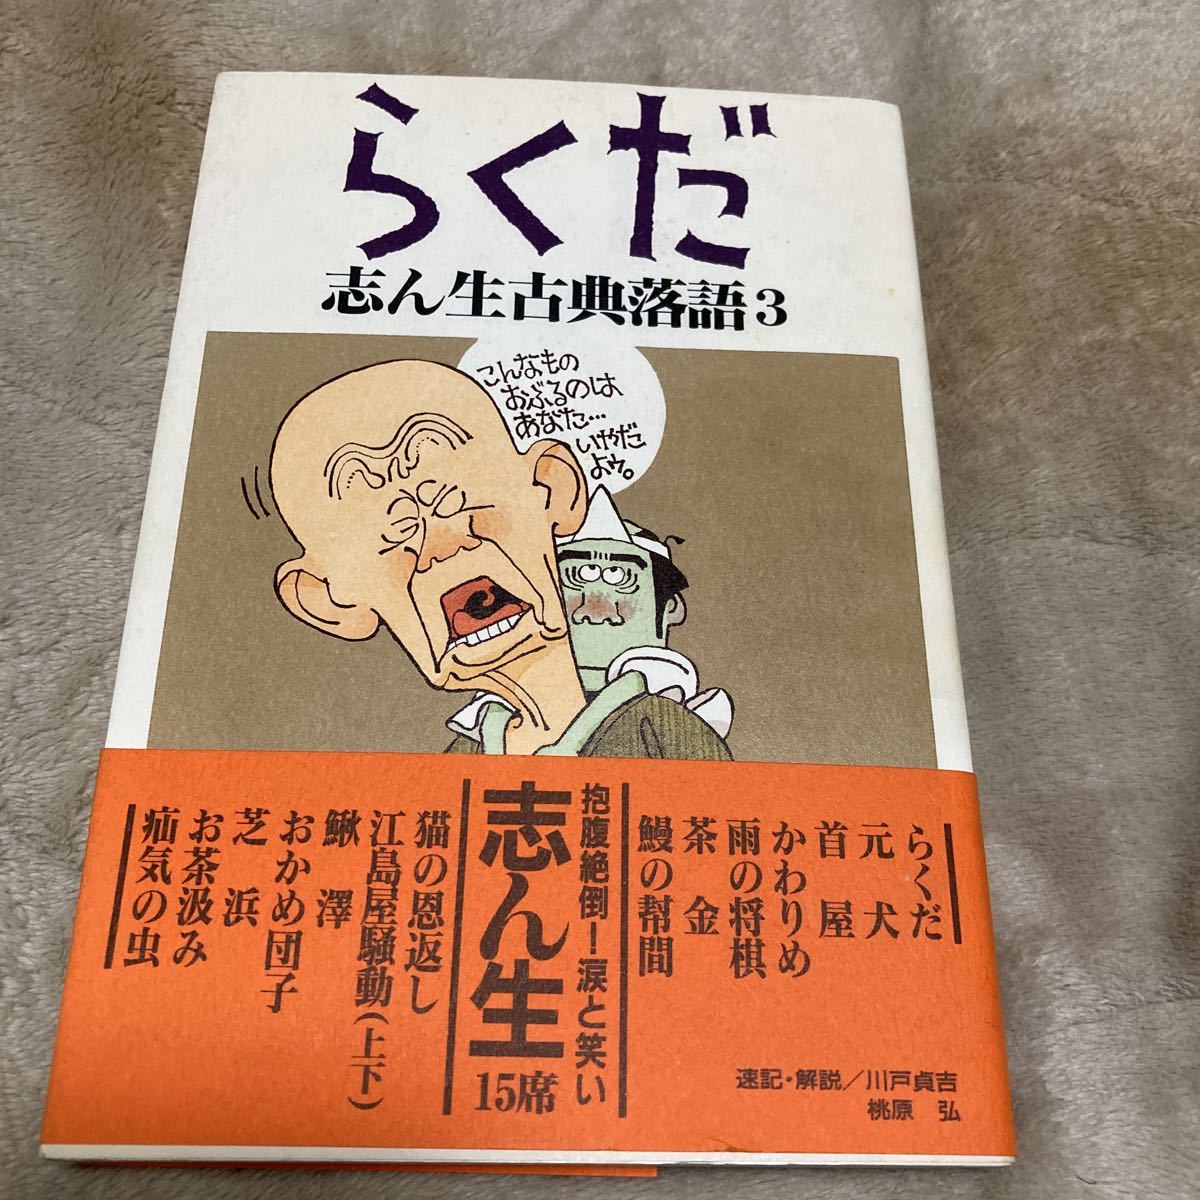 らくだ
志ん生古典落語3
こんなもの
おぶるのは
あなた…
いやだ
よゥ。
らくだ
元犬
首屋
かわりめ
雨の将棋
茶金
鰻の幇間
抱腹絶倒！涙と笑い
志ん生15席
猫の恩返し
江島屋騒動(上下)
鰍澤
おかめ団子
芝浜
お茶汲み
疝気の虫
速記・解説／川戸貞吉
桃原 弘